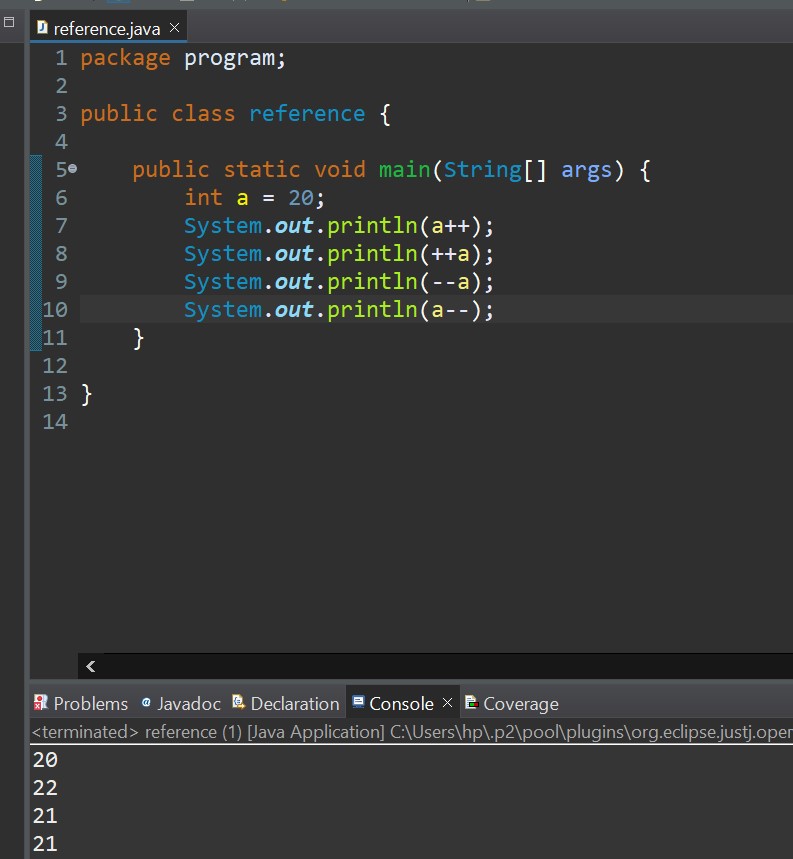 reference.java
1 package program;
2
3 public class reference {
4
5 public static void main(String[] args) {
6 int a = 20;
7 System.out.println(a++);
8 System.out.println(++a);
9 System.out.println(--a);
10 System.out.println(a--);
11 }
12
13 }
14
Problems Javadoc Declaration Console Coverage
<terminated> reference (1) [Java Application] C:\Users\hp\.p2\pool\plugins\org.eclipse.justj.oper
20
22
21
21